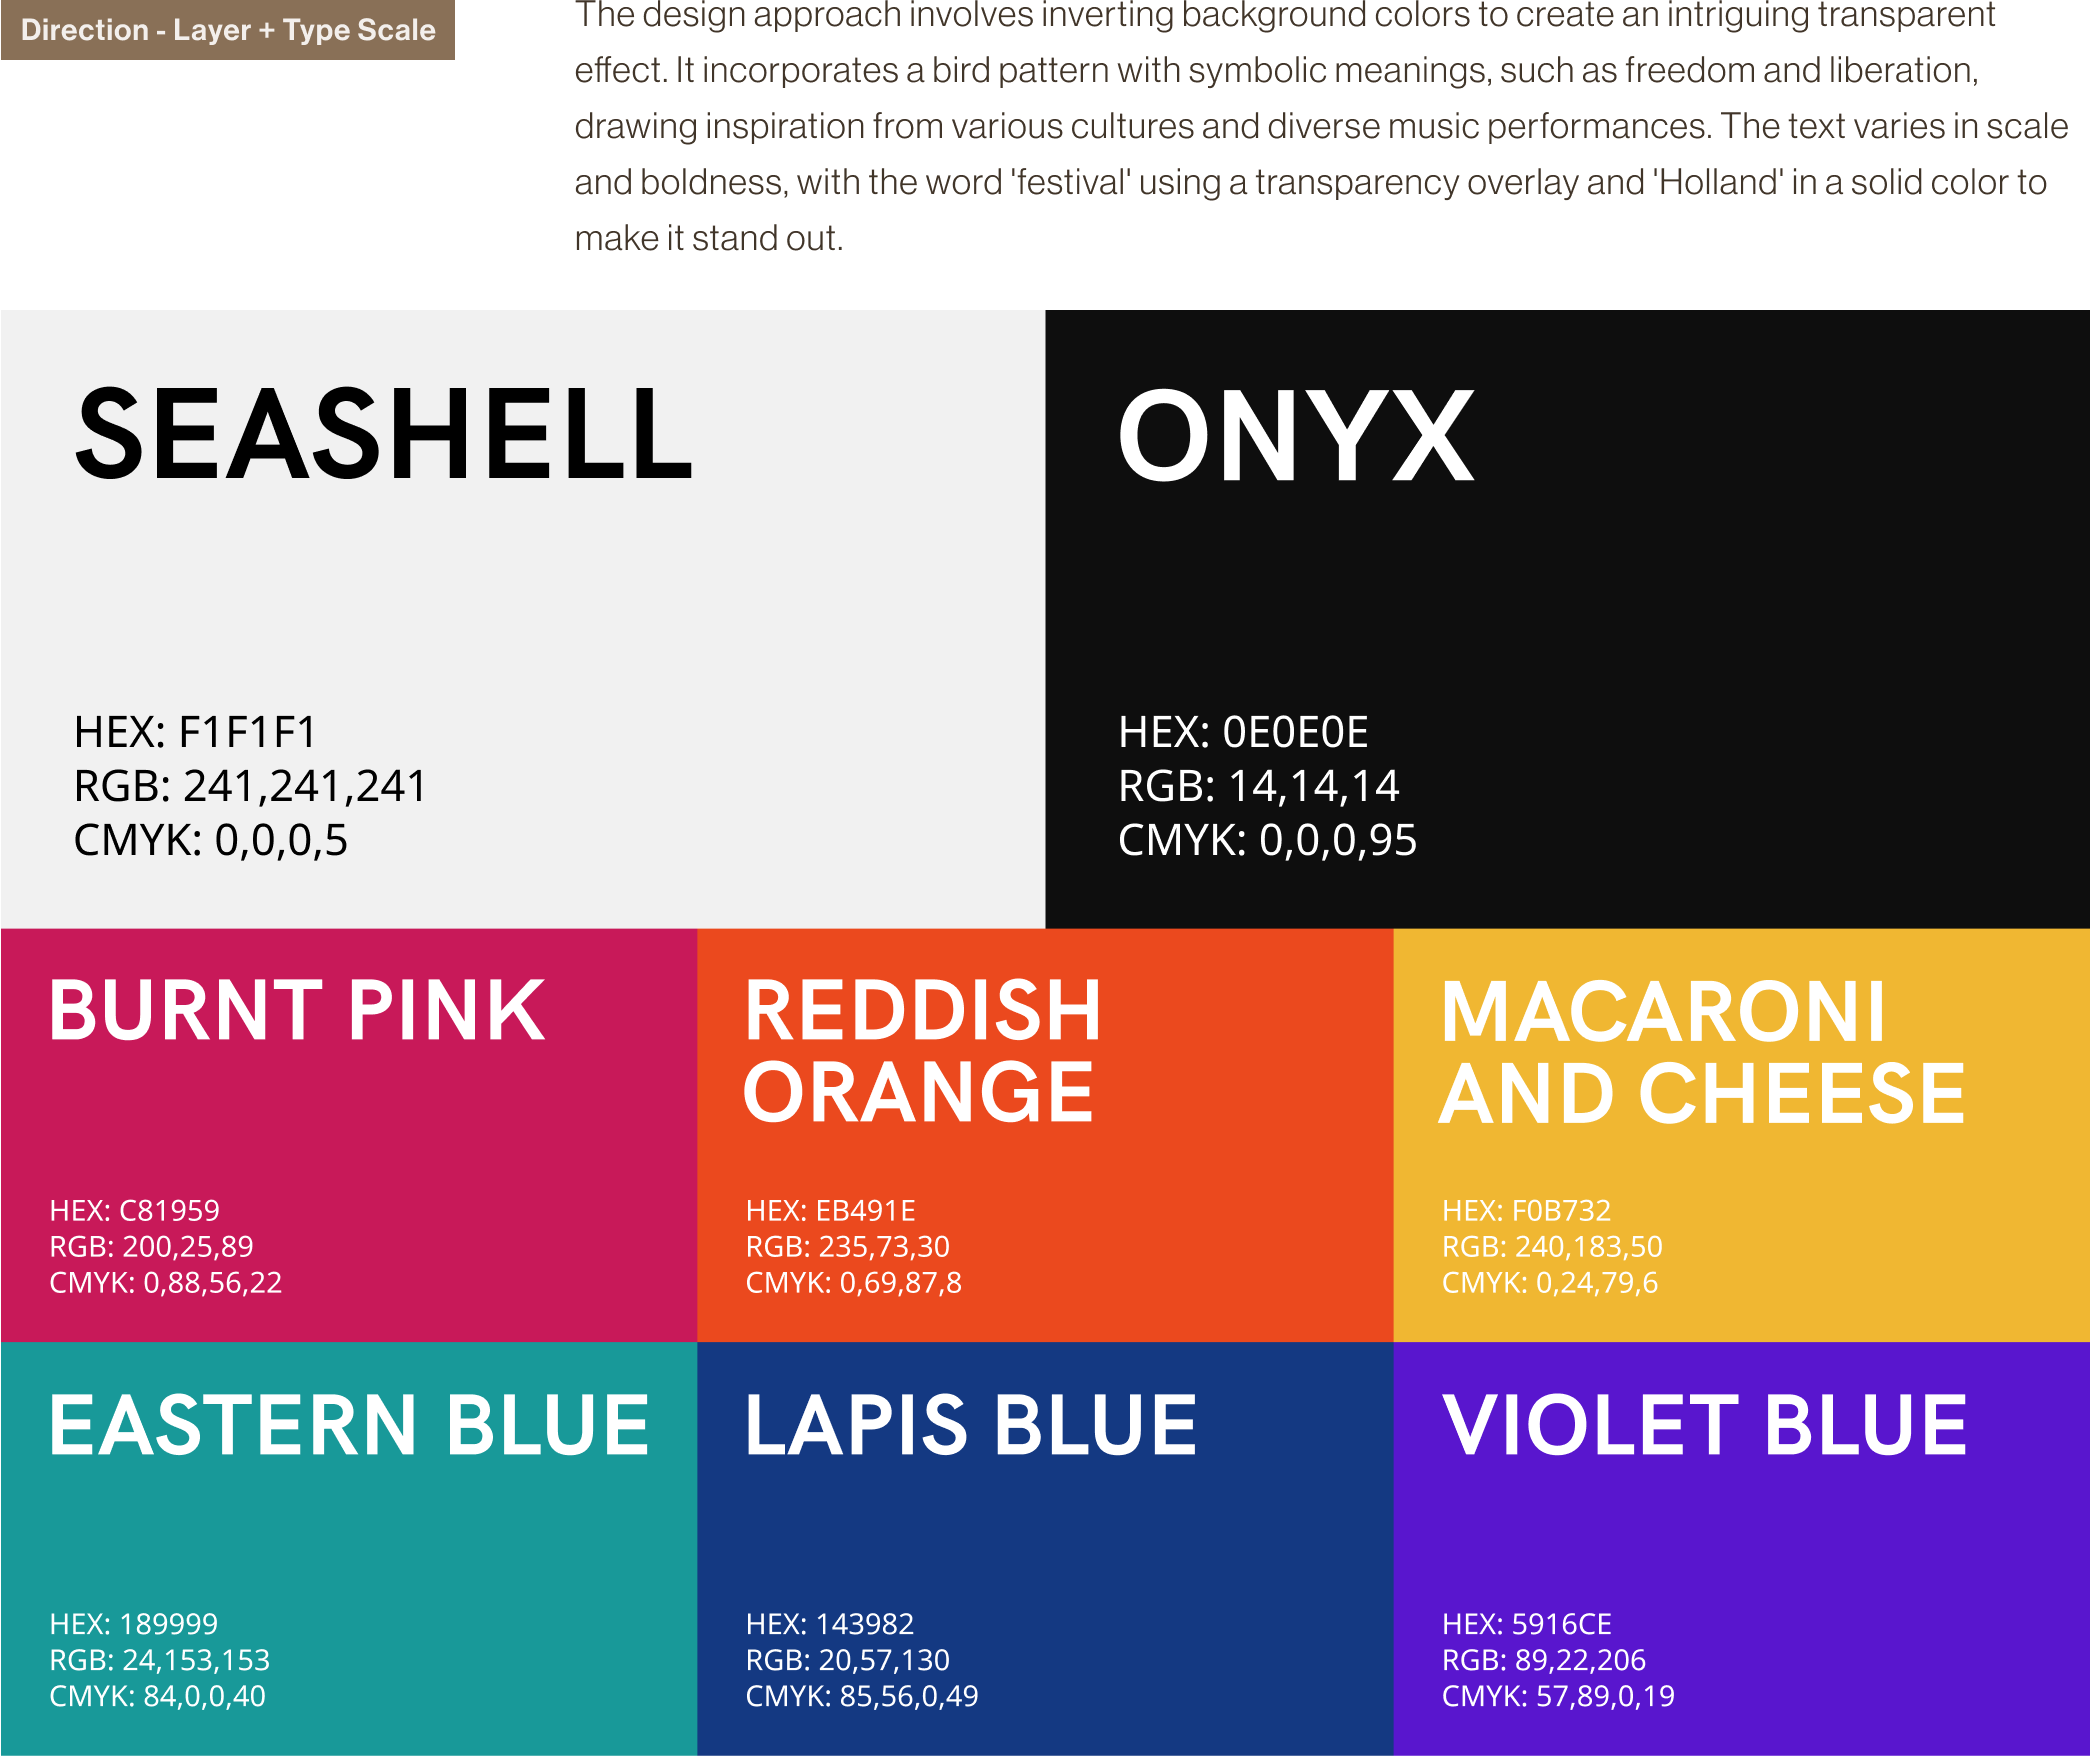 Direction - Layer + Type Scale
The design approach involves inverting background colors to create an intriguing transparent
effect. It incorporates a bird pattern with symbolic meanings, such as freedom and liberation,
drawing inspiration from various cultures and diverse music performances. The text varies in scale
and boldness, with the word 'festival' using a transparency overlay and 'Holland' in a solid color to
make it stand out.
SEASHELL
HEX: F1F1F1
RGB: 241,241,241
CMYK: 0,0,0,5
ONYX
HEX: 0E0E0E
RGB: 14,14,14
CMYK: 0,0,0,95
BURNT PINK
HEX: C81959
RGB: 200,25,89
CMYK: 0,88,56,22
REDDISH
ORANGE
HEX: EB491E
RGB: 235,73,30
CMYK: 0,69,87,8
MACARONI
AND CHEESE
HEX: F0B732
RGB: 240,183,50
CMYK: 0,24,79,6
EASTERN BLUE
HEX: 189999
RGB: 24,153,153
CMYK: 84,0,0,40
LAPIS BLUE
HEX: 143982
RGB: 20,57,130
CMYK: 85,56,0,49
VIOLET BLUE
HEX: 5916CE
RGB: 89,22,206
CMYK: 57,89,0,19